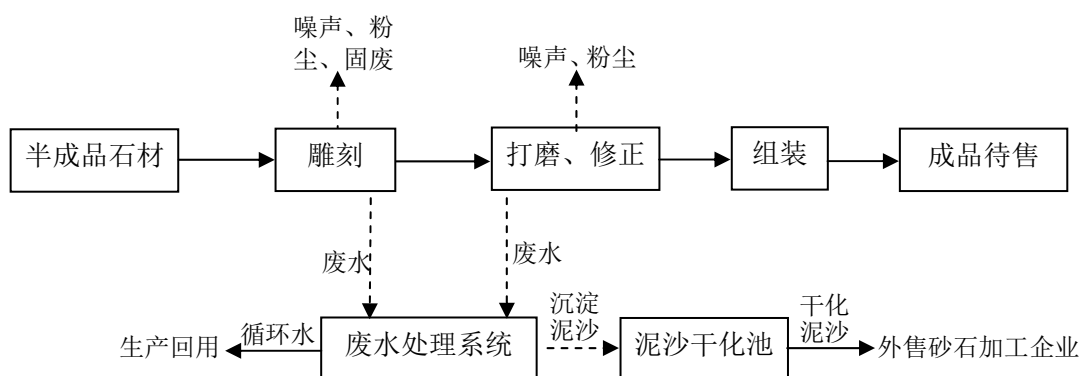 噪声、粉
尘、固废
噪声、粉尘
半成品石材
雕刻
打磨、修正
组装
成品待售
废水
废水
沉淀
泥沙
干化
泥沙
生产回用
循环水
废水处理系统
泥沙干化池
外售砂石加工企业